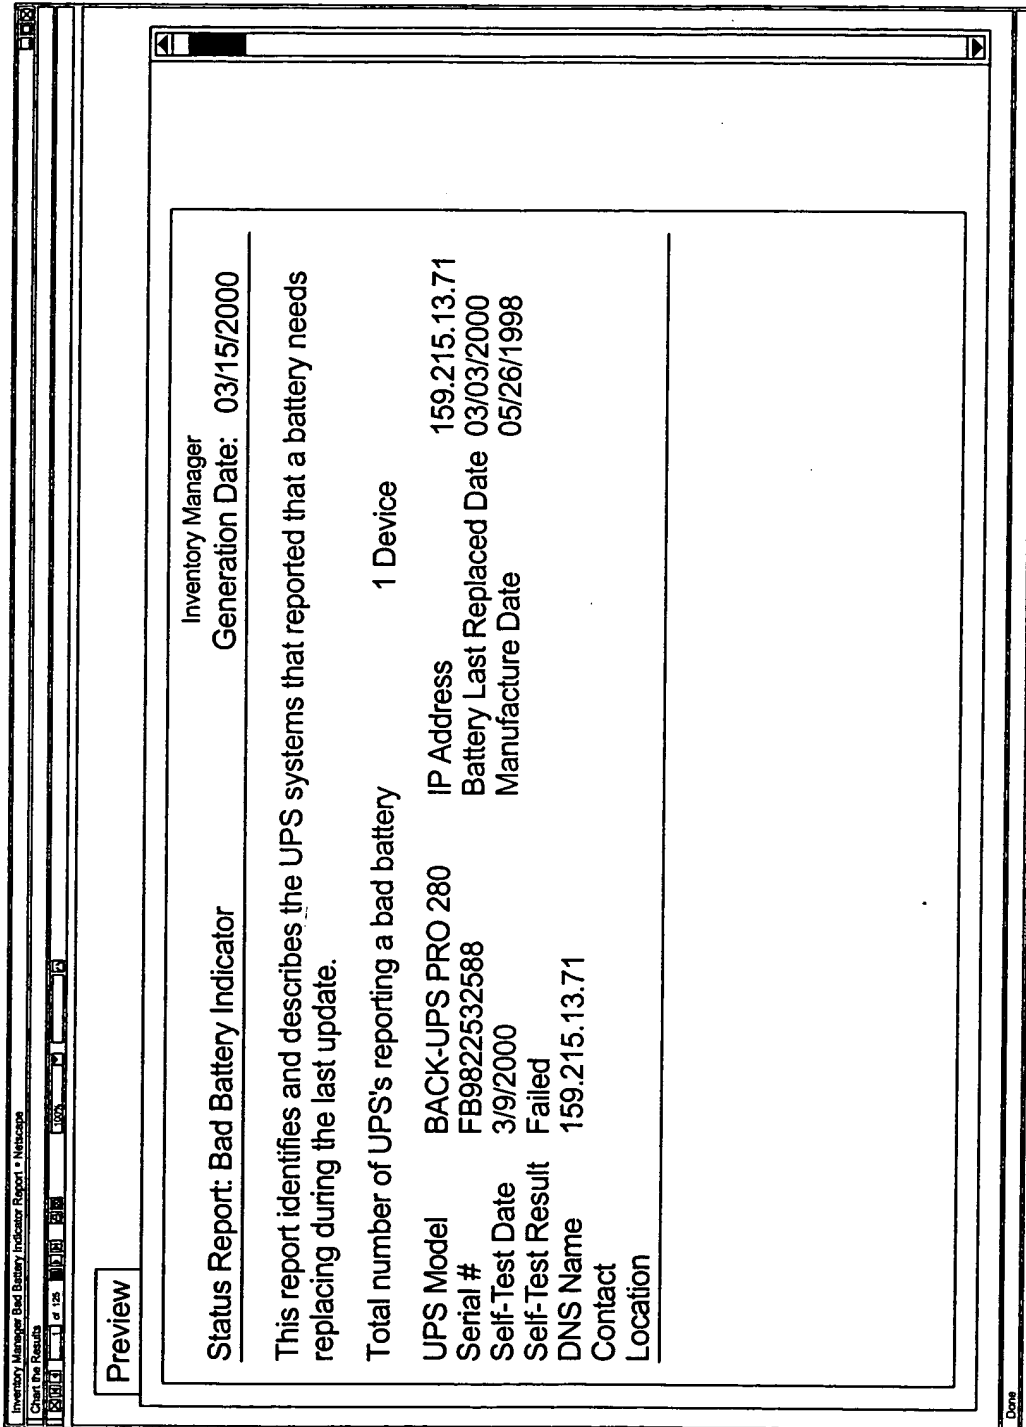 Inventory Manager Bad Battery Indicator Report • Netscape
Chart the Results
1 of 125 100%
Preview
Inventory Manager
Status Report: Bad Battery Indicator Generation Date: 03/15/2000
This report identifies and describes the UPS systems that reported that a battery needs
replacing during the last update.
Total number of UPS's reporting a bad battery 1 Device
UPS Model BACK-UPS PRO 280 IP Address 159.215.13.71
Serial # FB9822532588 Battery Last Replaced Date 03/03/2000
Self-Test Date 3/9/2000 Manufacture Date 05/26/1998
Self-Test Result Failed
DNS Name 159.215.13.71
Contact
Location
Done